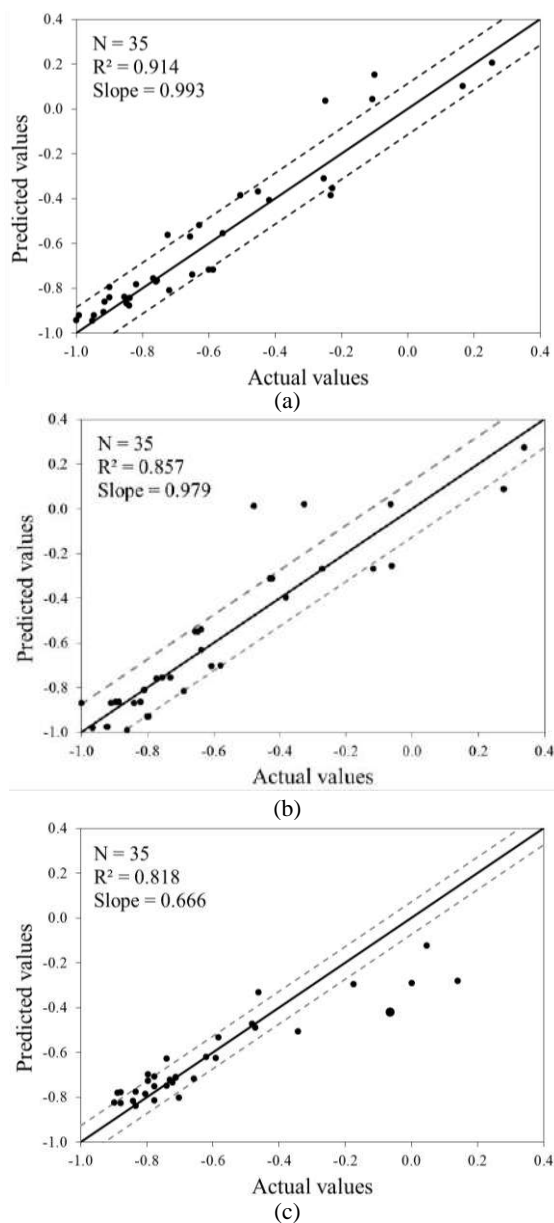 0.4
0.2
0.0
-0.2
-0.4
-0.6
-0.8
-1.0
Predicted values
N = 35
R² = 0.914
Slope = 0.993
-1.0 -0.8 -0.6 -0.4 -0.2 0.0 0.2 0.4
Actual values
(a)
0.4
0.2
0.0
-0.2
-0.4
-0.6
-0.8
-1.0
Predicted values
N = 35
R² = 0.857
Slope = 0.979
-1.0 -0.8 -0.6 -0.4 -0.2 0.0 0.2 0.4
Actual values
(b)
0.4
0.2
0.0
-0.2
-0.4
-0.6
-0.8
-1.0
Predicted values
N = 35
R² = 0.818
Slope = 0.666
-1.0 -0.8 -0.6 -0.4 -0.2 0.0 0.2 0.4
Actual values
(c)